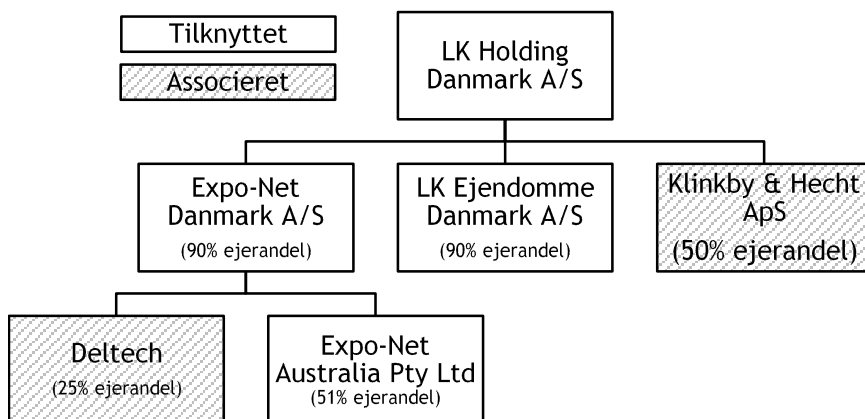 Tilknyttet
Associeret
LK Holding
Danmark A/S
Expo-Net
Danmark A/S
(90% ejerandel)
LK Ejendomme
Danmark A/S
(90% ejerandel)
Klinkby & Hecht
ApS
(50% ejerandel)
Deltech
(25% ejerandel)
Expo-Net
Australia Pty Ltd
(51% ejerandel)